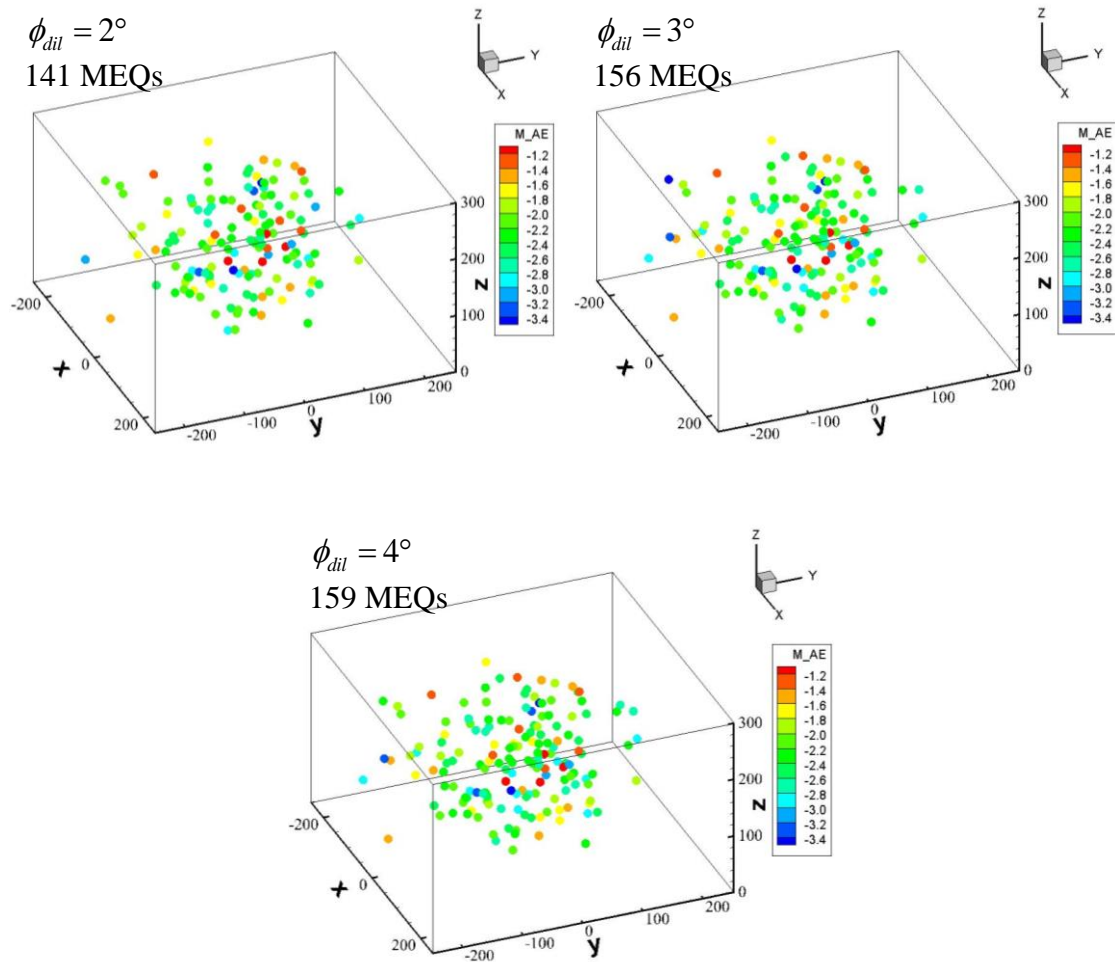 ϕ_dil = 2°
141 MEQs
Z
Y
X
M_AE
-1.2
-1.4
-1.6
-1.8
-2.0
-2.2
-2.4
-2.6
-2.8
-3.0
-3.2
-3.4
300
200
100
0
Z
-200
0
200
X
-200
-100
0
100
200
y
ϕ_dil = 3°
156 MEQs
Z
Y
X
M_AE
-1.2
-1.4
-1.6
-1.8
-2.0
-2.2
-2.4
-2.6
-2.8
-3.0
-3.2
-3.4
300
200
100
0
Z
-200
0
200
X
-200
-100
0
100
200
y
ϕ_dil = 4°
159 MEQs
Z
Y
X
M_AE
-1.2
-1.4
-1.6
-1.8
-2.0
-2.2
-2.4
-2.6
-2.8
-3.0
-3.2
-3.4
300
200
100
0
Z
-200
0
200
X
-200
-100
0
100
200
y